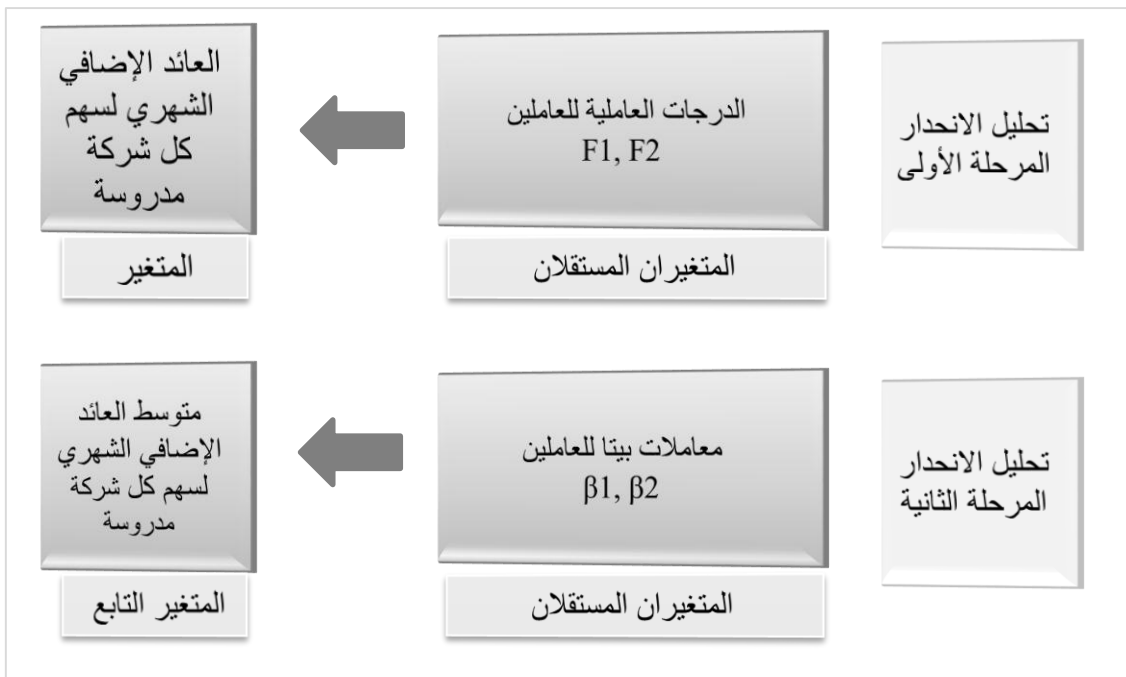 تحليل الانحدار
المرحلة الأولى
الدرجات العاملية للعاملين
F1, F2
المتغيران المستقلان
العائد الإضافي
الشهري لسهم
كل شركة
مدروسة
المتغير
تحليل الانحدار
المرحلة الثانية
معاملات بيتا للعاملين
β1, β2
المتغيران المستقلان
متوسط العائد
الإضافي الشهري
لسهم كل شركة
مدروسة
المتغير التابع